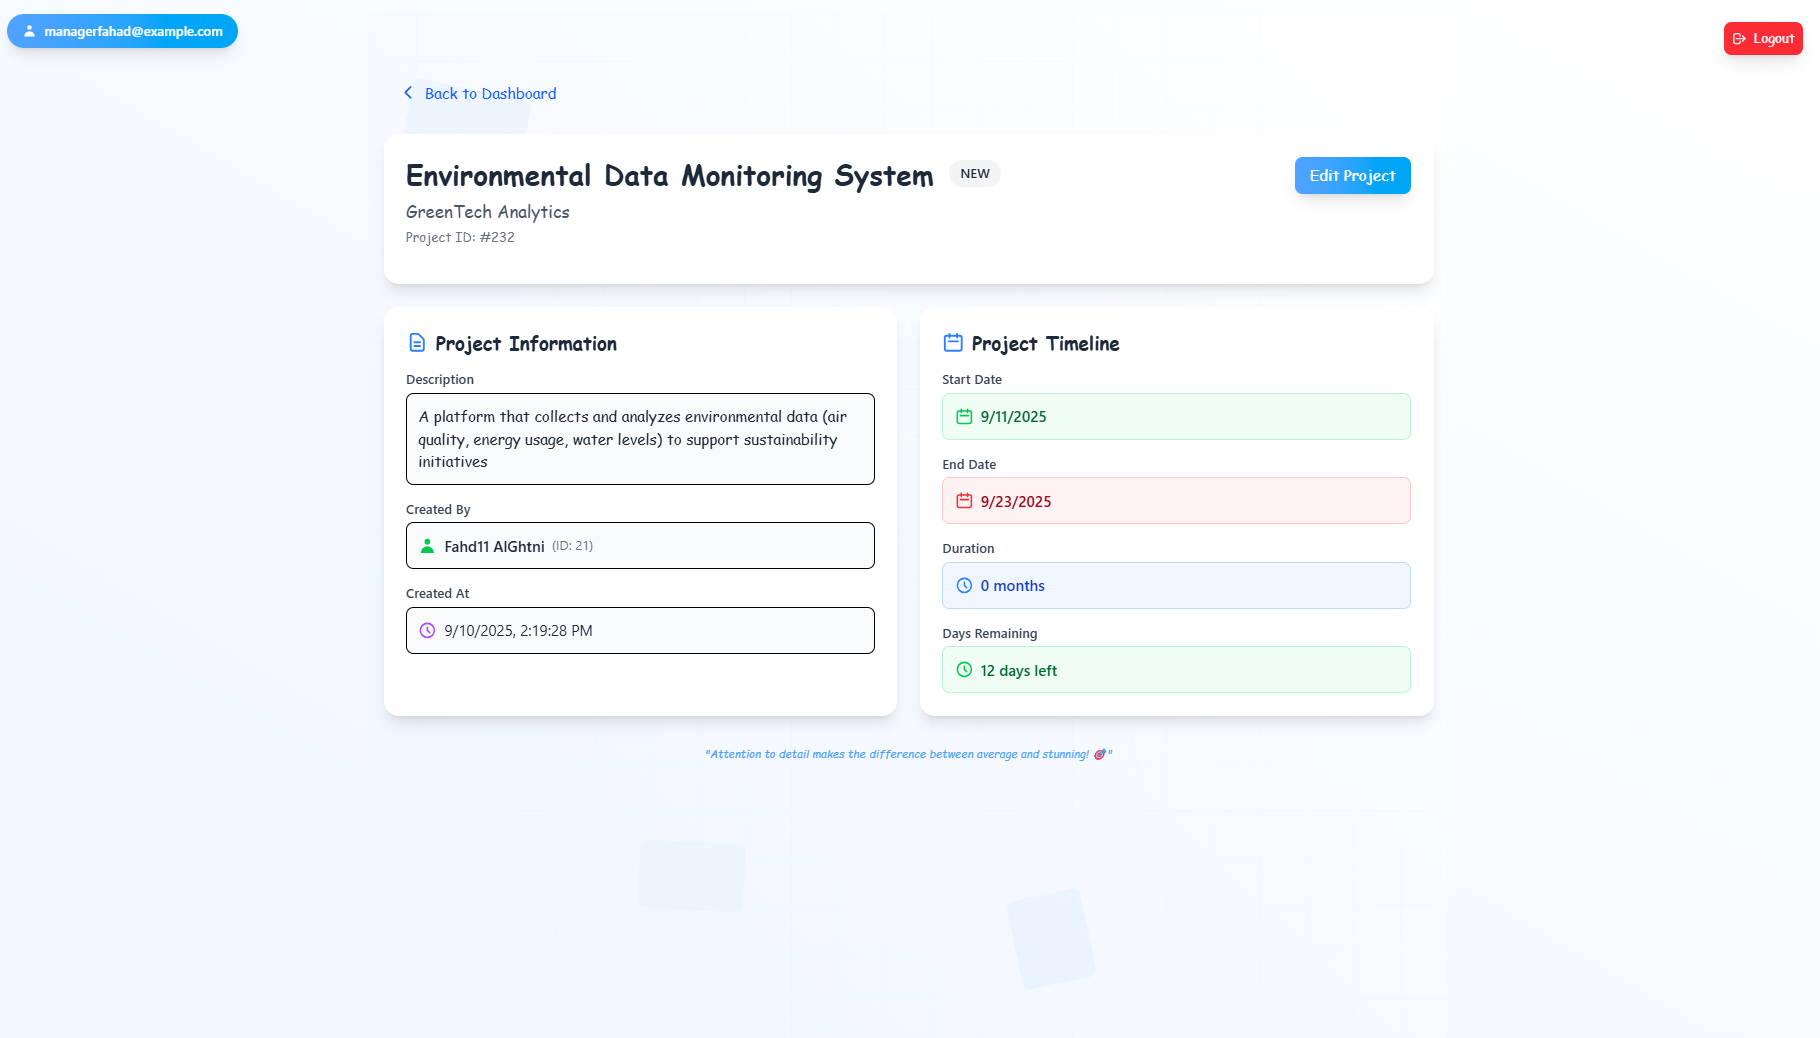 managerfahad@example.com
Logout
Back to Dashboard
Environmental Data Monitoring System NEW
Edit Project
GreenTech Analytics
Project ID: #232
Project Information
Description
A platform that collects and analyzes environmental data (air
quality, energy usage, water levels) to support sustainability
initiatives
Created By
Fahd11 AlGhtni (ID: 21)
Created At
9/10/2025, 2:19:28 PM
Project Timeline
Start Date
9/11/2025
End Date
9/23/2025
Duration
0 months
Days Remaining
12 days left
"Attention to detail makes the difference between average and stunning! 🎯"